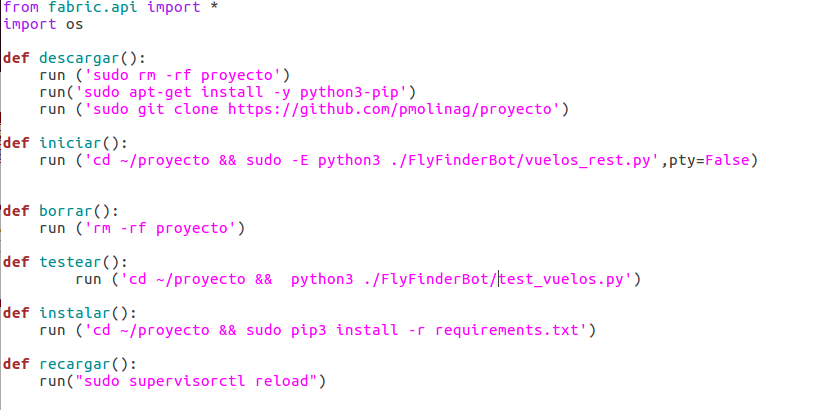 from fabric.api import *
import os

def descargar():
    run ('sudo rm -rf proyecto')
    run('sudo apt-get install -y python3-pip')
    run ('sudo git clone https://github.com/pmolinag/proyecto')

def iniciar():
    run ('cd ~/proyecto && sudo -E python3 ./FlyFinderBot/vuelos_rest.py',pty=False)


def borrar():
    run ('rm -rf proyecto')

def testear():
        run ('cd ~/proyecto &&  python3 ./FlyFinderBot/test_vuelos.py')

def instalar():
    run ('cd ~/proyecto && sudo pip3 install -r requirements.txt')

def recargar():
    run("sudo supervisorctl reload")